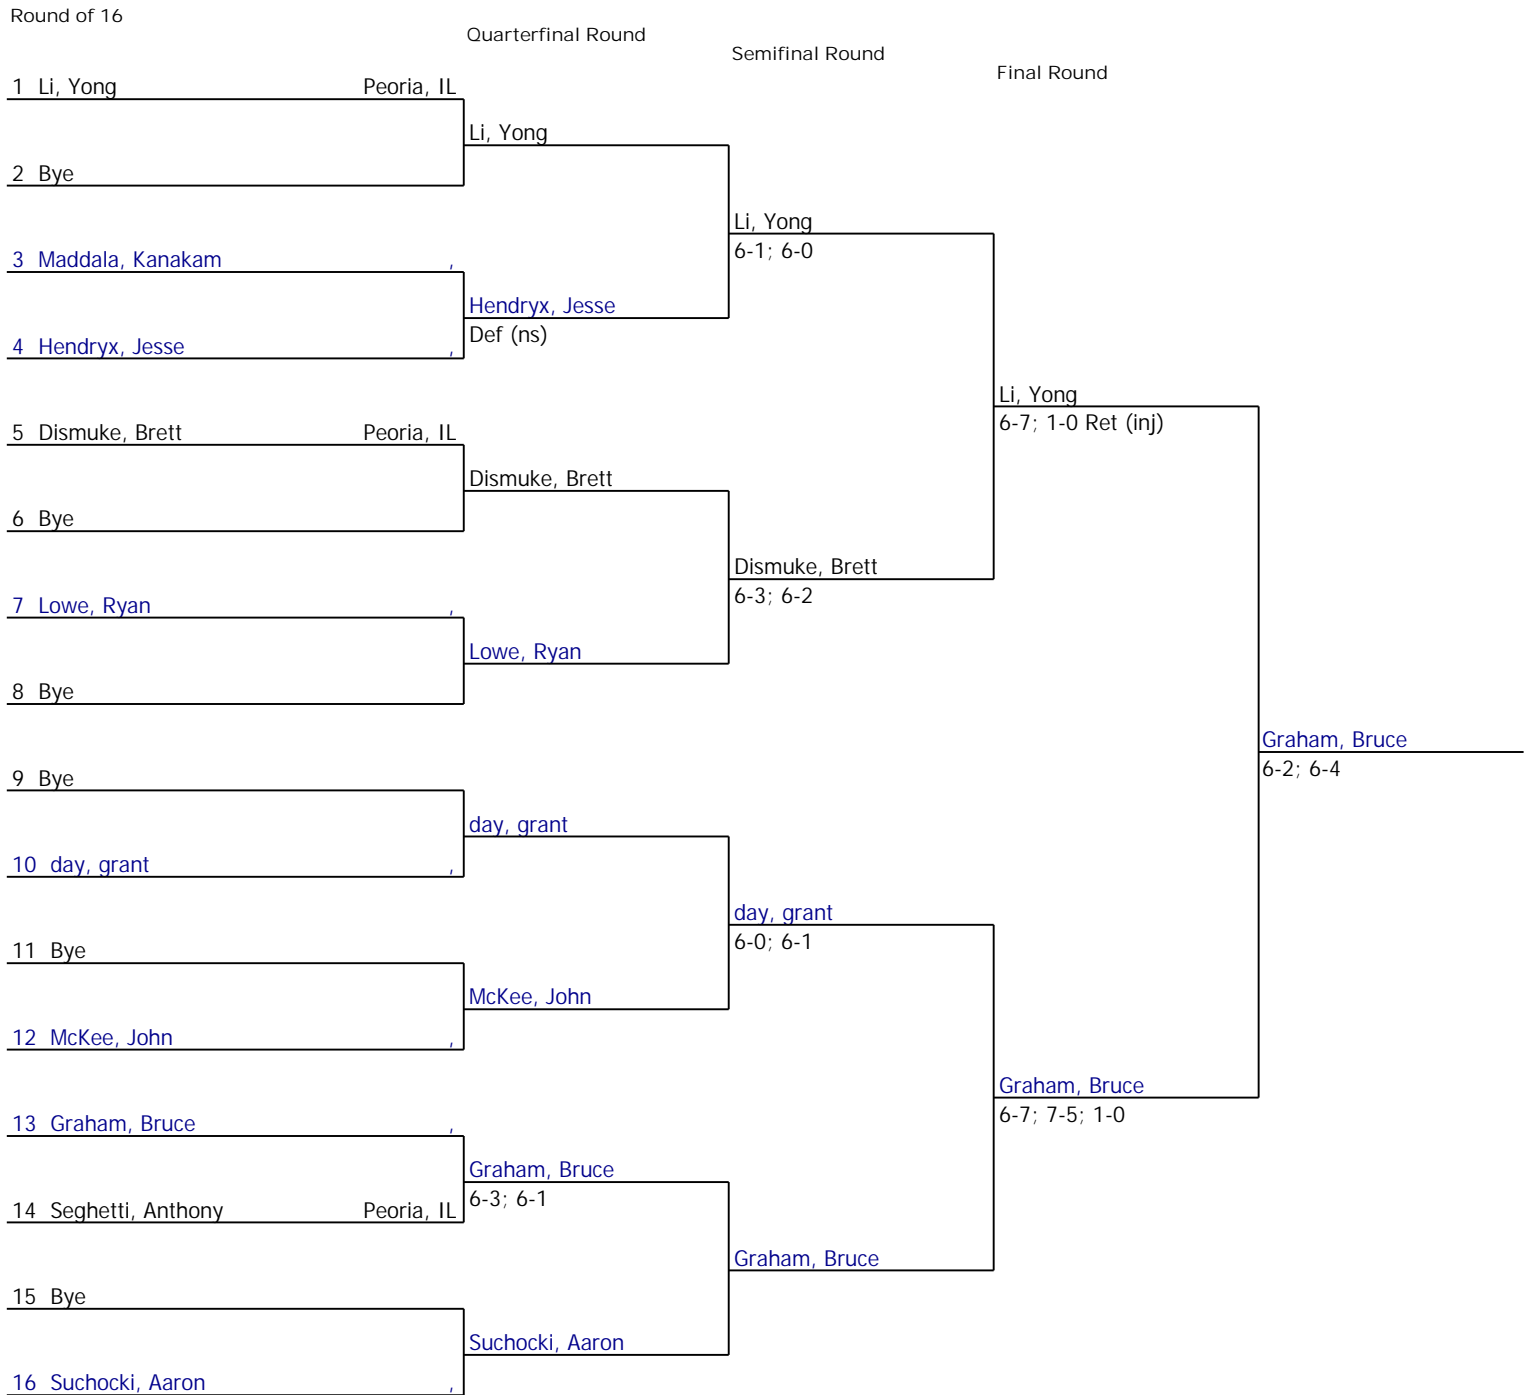 Round of 16
Quarterfinal Round
Semifinal Round
Final Round
1 Li, Yong Peoria, IL
Li, Yong
2 Bye
Li, Yong
6-1; 6-0
3 Maddala, Kanakam ,
Hendryx, Jesse
Def (ns)
4 Hendryx, Jesse ,
Li, Yong
6-7; 1-0 Ret (inj)
5 Dismuke, Brett Peoria, IL
Dismuke, Brett
6 Bye
Dismuke, Brett
6-3; 6-2
7 Lowe, Ryan ,
Lowe, Ryan
8 Bye
Graham, Bruce
6-2; 6-4
9 Bye
day, grant
10 day, grant ,
day, grant
6-0; 6-1
11 Bye
McKee, John
12 McKee, John ,
Graham, Bruce
6-7; 7-5; 1-0
13 Graham, Bruce ,
Graham, Bruce
6-3; 6-1
14 Seghetti, Anthony Peoria, IL
Graham, Bruce
15 Bye
Suchocki, Aaron
16 Suchocki, Aaron ,